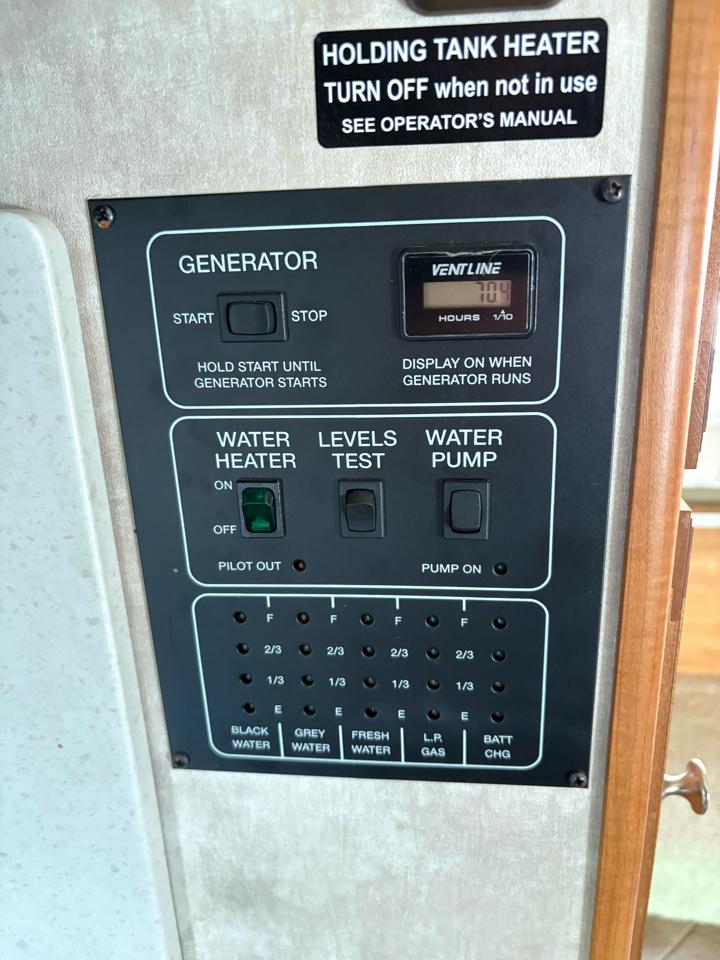 HOLDING TANK HEATER
TURN OFF when not in use
SEE OPERATOR'S MANUAL
GENERATOR
START STOP
HOLD START UNTIL
GENERATOR STARTS
VENTLINE
70.4
HOURS 1/10
DISPLAY ON WHEN
GENERATOR RUNS
WATER
HEATER
ON
OFF
PILOT OUT
LEVELS
TEST
WATER
PUMP
PUMP ON
F F F F
2/3 2/3 2/3 2/3
1/3 1/3 1/3 1/3
E E E E
BLACK
WATER
GREY
WATER
FRESH
WATER
L.P.
GAS
BATT
CHG